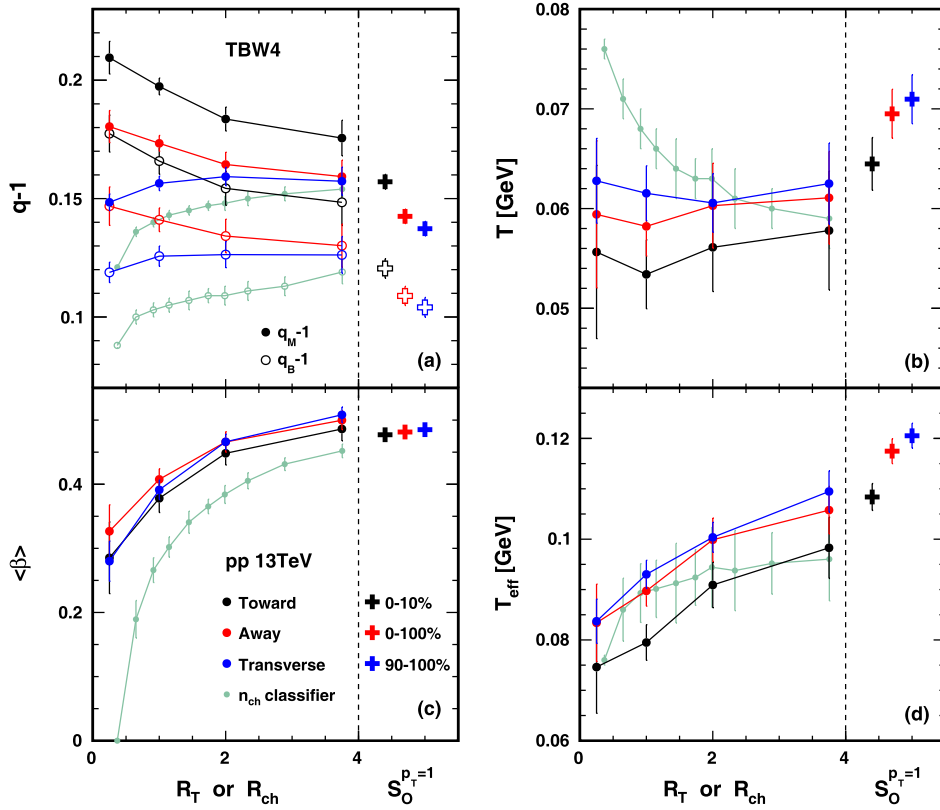 0.2
0.15
0.1
q-1
TBW4
q_M-1
q_B-1
(a)
0.08
0.07
0.06
0.05
T [GeV]
(b)
0.4
0.2
0
<β>
pp 13TeV
Toward
Away
Transverse
n_ch classifier
0-10%
0-100%
90-100%
(c)
0 2 4
R_T or R_ch
S_O^{p_T=1}
0.12
0.1
0.08
0.06
T_eff [GeV]
(d)
0 2 4
R_T or R_ch
S_O^{p_T=1}